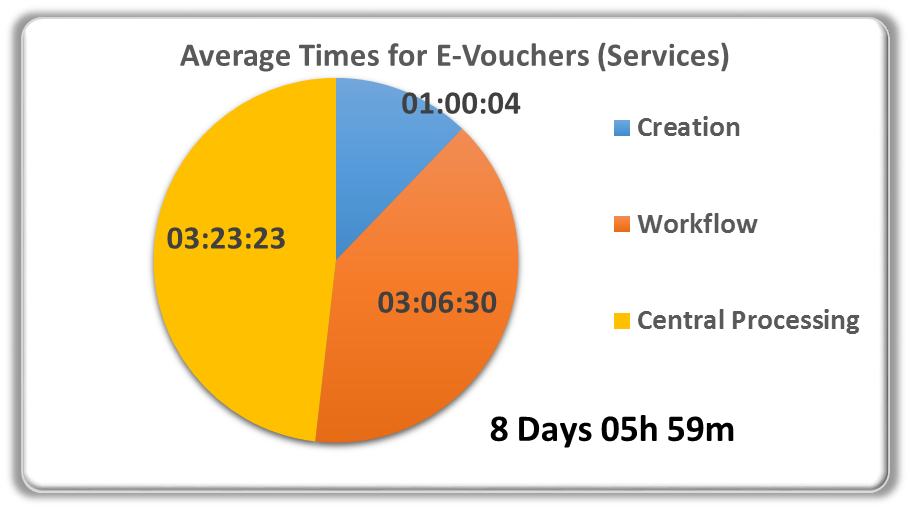 Average Times for E-Vouchers (Services)
01:00:04
Creation
Workflow
03:23:23
03:06:30
Central Processing
8 Days 05h 59m